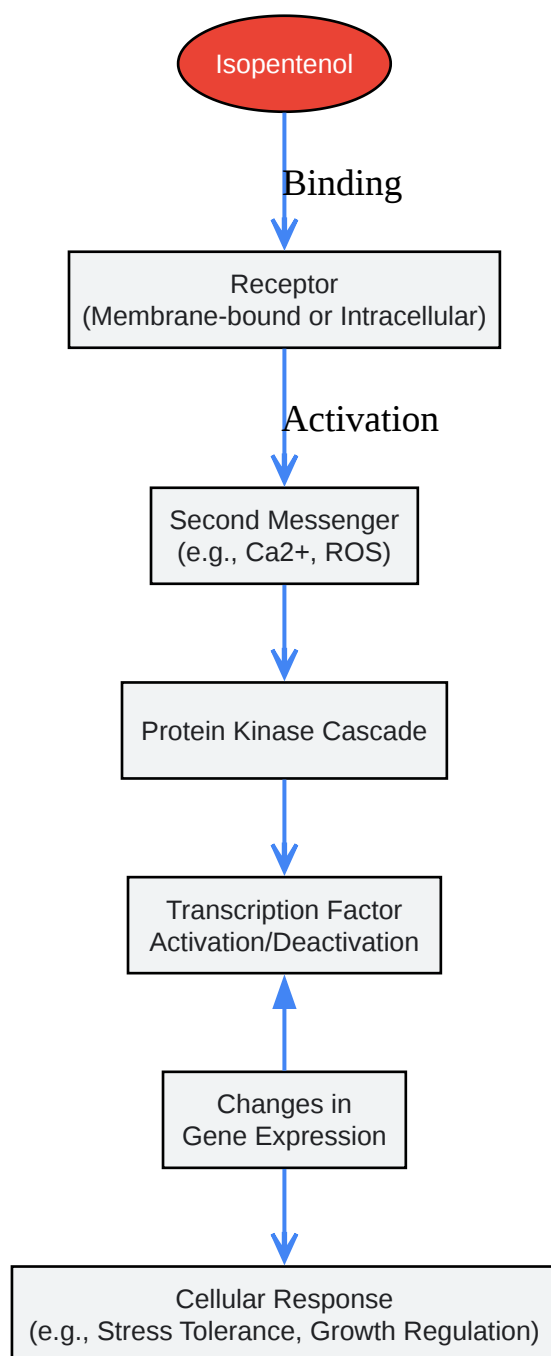 Isopentenol
Binding
Receptor
(Membrane-bound or Intracellular)
Activation
Second Messenger
(e.g., Ca2+, ROS)
Protein Kinase Cascade
Transcription Factor
Activation/Deactivation
Changes in
Gene Expression
Cellular Response
(e.g., Stress Tolerance, Growth Regulation)